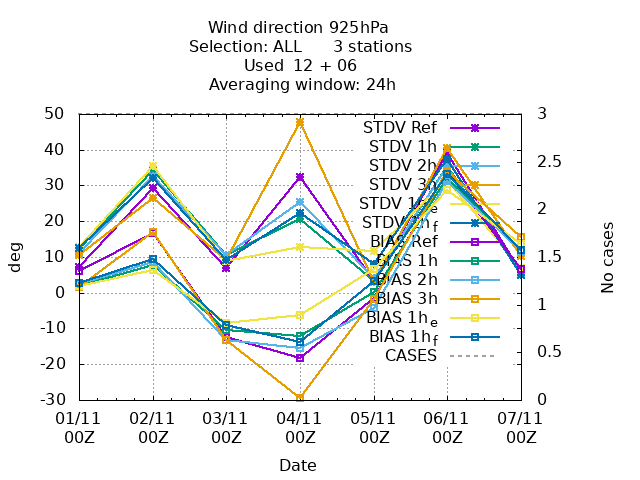 Wind direction 925hPa
Selection: ALL 3 stations
Used 12 + 06
Averaging window: 24h
50
40
30
20
10
0
-10
-20
-30
deg
3
2.5
2
1.5
1
0.5
0
No cases
STDV Ref
STDV 1h
STDV 2h
STDV 3h
STDV 1h e
STDV 1h f
BIAS Ref
BIAS 1h
BIAS 2h
BIAS 3h
BIAS 1h e
BIAS 1h f
CASES
01/11 02/11 03/11 04/11 05/11 06/11 07/11
00Z 00Z 00Z 00Z 00Z 00Z 00Z
Date